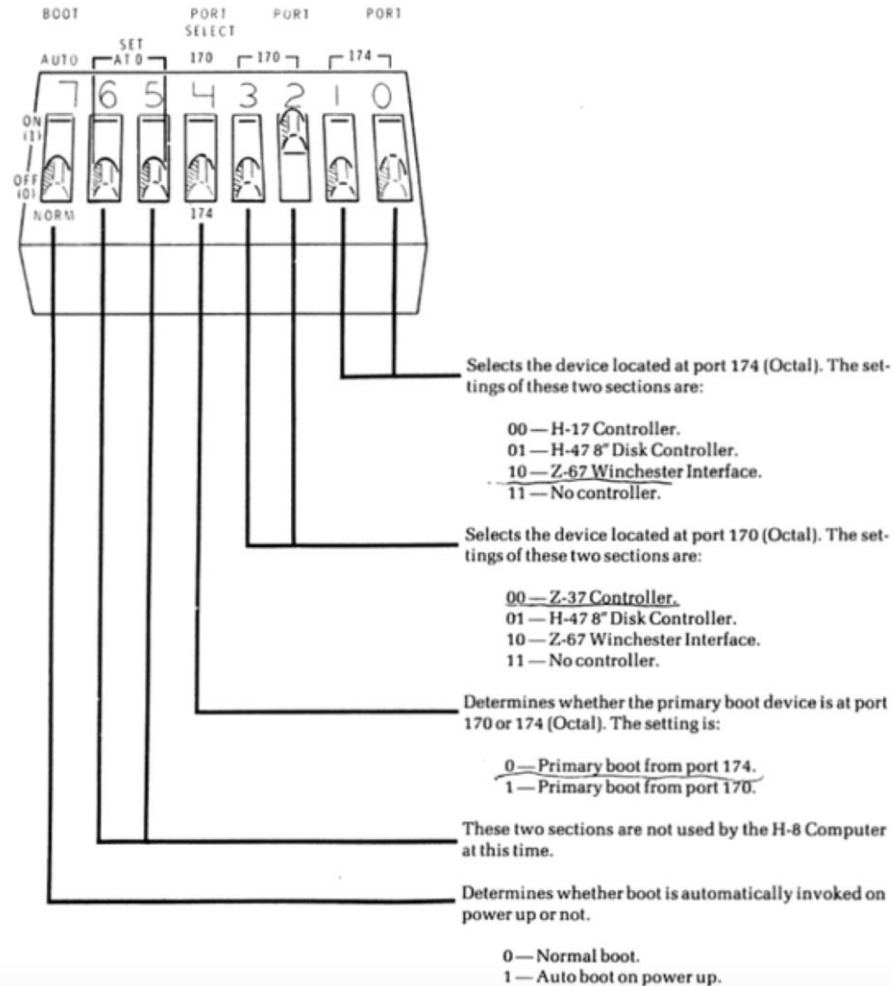 BOOT PORT SELECT PORT PORT
AUTO SET AT 0 170 170 174
7 6 5 4 3 2 1 0
ON (1)
OFF (0)
NORM 174
Selects the device located at port 174 (Octal). The set-
tings of these two sections are:
00 — H-17 Controller.
01 — H-47 8" Disk Controller.
10 — Z-67 Winchester Interface.
11 — No controller.
Selects the device located at port 170 (Octal). The set-
tings of these two sections are:
00 — Z-37 Controller.
01 — H-47 8" Disk Controller.
10 — Z-67 Winchester Interface.
11 — No controller.
Determines whether the primary boot device is at port
170 or 174 (Octal). The setting is:
0 — Primary boot from port 174.
1 — Primary boot from port 170.
These two sections are not used by the H-8 Computer
at this time.
Determines whether boot is automatically invoked on
power up or not.
0 — Normal boot.
1 — Auto boot on power up.